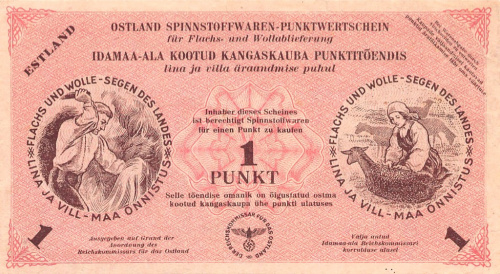 ESTLAND
OSTLAND SPINNSTOFFWAREN-PUNKTWERTSCHEIN
für Flachs- und Wollablieferung
IDAMAA-ALA KOOTUD KANGASKAUBA PUNKTITÕENDIS
lina ja villa äraandmise puhul
FLACHS UND WOLLE - SEGEN DES LANDES
LINA JA VILL - MAA ÕNNISTUS
Inhaber dieses Scheines
ist berechtigt Spinnstoffwaren
für einen Punkt zu kaufen
1
PUNKT
Selle tõendise omanik on õigustatud ostma
kootud kangaskaupa ühe punkti ulatuses
FLACHS UND WOLLE - SEGEN DES LANDES
LINA JA VILL - MAA ÕNNISTUS
1
Ausgegeben auf Grund der
Anordnung des
Reichskommissars für das Ostland
DER REICHSKOMMISSAR FÜR DAS OSTLAND
Välja antud
Idamaa-ala Reichskommissari
korralduse alusel
1